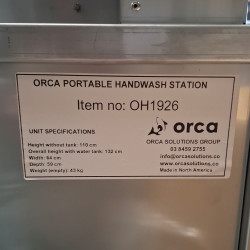 ORCA PORTABLE HANDWASH STATION
Item no: OH1926
orca
UNIT SPECIFICATIONS
ORCA SOLUTIONS GROUP
03 8459 2755
info@orcasolutions.co
orcasolutions.co
Made in North America
Height without tank: 110 cm
Overall height with water tank: 132 cm
Width: 64 cm
Depth: 59 cm
Weight (empty): 43 kg